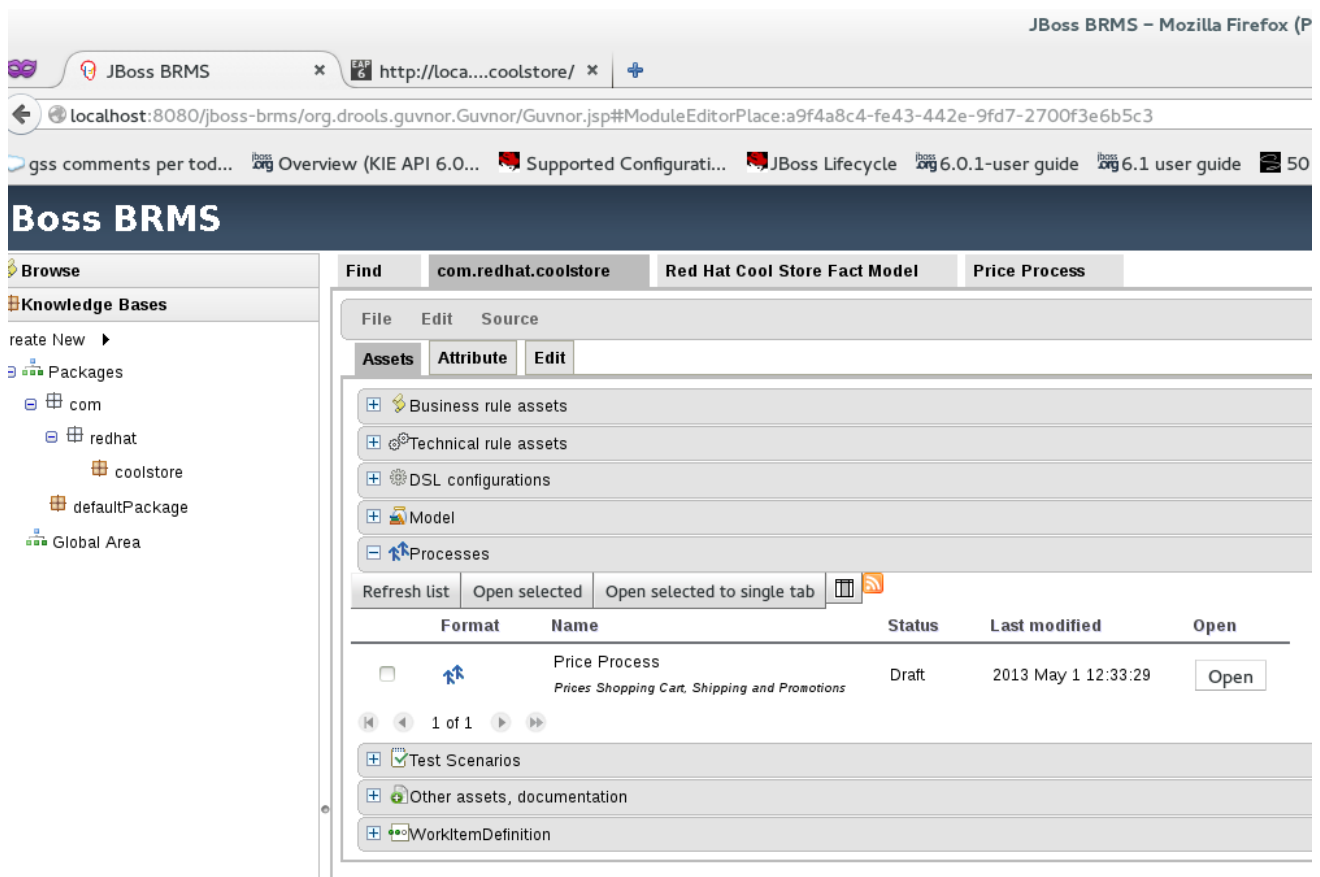 JBoss BRMS – Mozilla Firefox (P
JBoss BRMS × http://loca....coolstore/ ×
localhost:8080/jboss-brms/org.drools.guvnor.Guvnor/Guvnor.jsp#ModuleEditorPlace:a9f4a8c4-fe43-442e-9fd7-2700f3e6b5c3
gss comments per tod... Overview (KIE API 6.0... Supported Configurati... JBoss Lifecycle 6.0.1-user guide 6.1 user guide 50
Boss BRMS
Browse
Knowledge Bases
reate New
Packages
com
redhat
coolstore
defaultPackage
Global Area
Find com.redhat.coolstore Red Hat Cool Store Fact Model Price Process
File Edit Source
Assets Attribute Edit
Business rule assets
Technical rule assets
DSL configurations
Model
Processes
Refresh list Open selected Open selected to single tab
Format Name Status Last modified Open
Price Process Draft 2013 May 1 12:33:29 Open
Prices Shopping Cart, Shipping and Promotions
1 of 1
Test Scenarios
Other assets, documentation
WorkItemDefinition